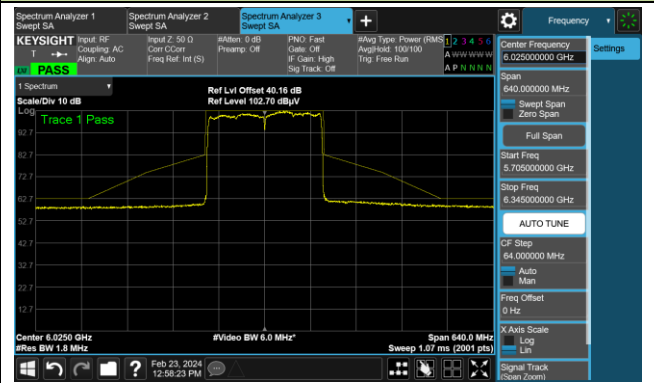 Spectrum Analyzer 1
Swept SA
Spectrum Analyzer 2
Swept SA
Spectrum Analyzer 3
Swept SA
Frequency
KEYSIGHT
Input: RF
Coupling: AC
Align: Auto
Input Z: 50 Ω
Corr CCorr
Freq Ref: Int (S)
#Atten: 0 dB
Preamp: Off
PNO: Fast
Gate: Off
IF Gain: High
Sig Track: Off
#Avg Type: Power (RMS)
Avg|Hold: 100/100
Trig: Free Run
1 2 3 4 5 6
A W W W W W
A P N N N N
PASS
1 Spectrum
Scale/Div 10 dB
Ref Lvl Offset 40.16 dB
Ref Level 102.70 dBµV
Log
Trace 1 Pass
92.7
82.7
72.7
62.7
52.7
42.7
32.7
22.7
12.7
Center 6.0250 GHz
#Res BW 1.8 MHz
#Video BW 6.0 MHz*
Span 640.0 MHz
Sweep 1.07 ms (2001 pts)
Center Frequency
6.02500000 GHz
Settings
Span
640.000000 MHz
Swept Span
Zero Span
Full Span
Start Freq
5.705000000 GHz
Stop Freq
6.345000000 GHz
AUTO TUNE
CF Step
64.000000 MHz
Auto
Man
Freq Offset
0 Hz
X Axis Scale
Log
Lin
Signal Track
(Span Zoom)
Feb 23, 2024
12:58:23 PM